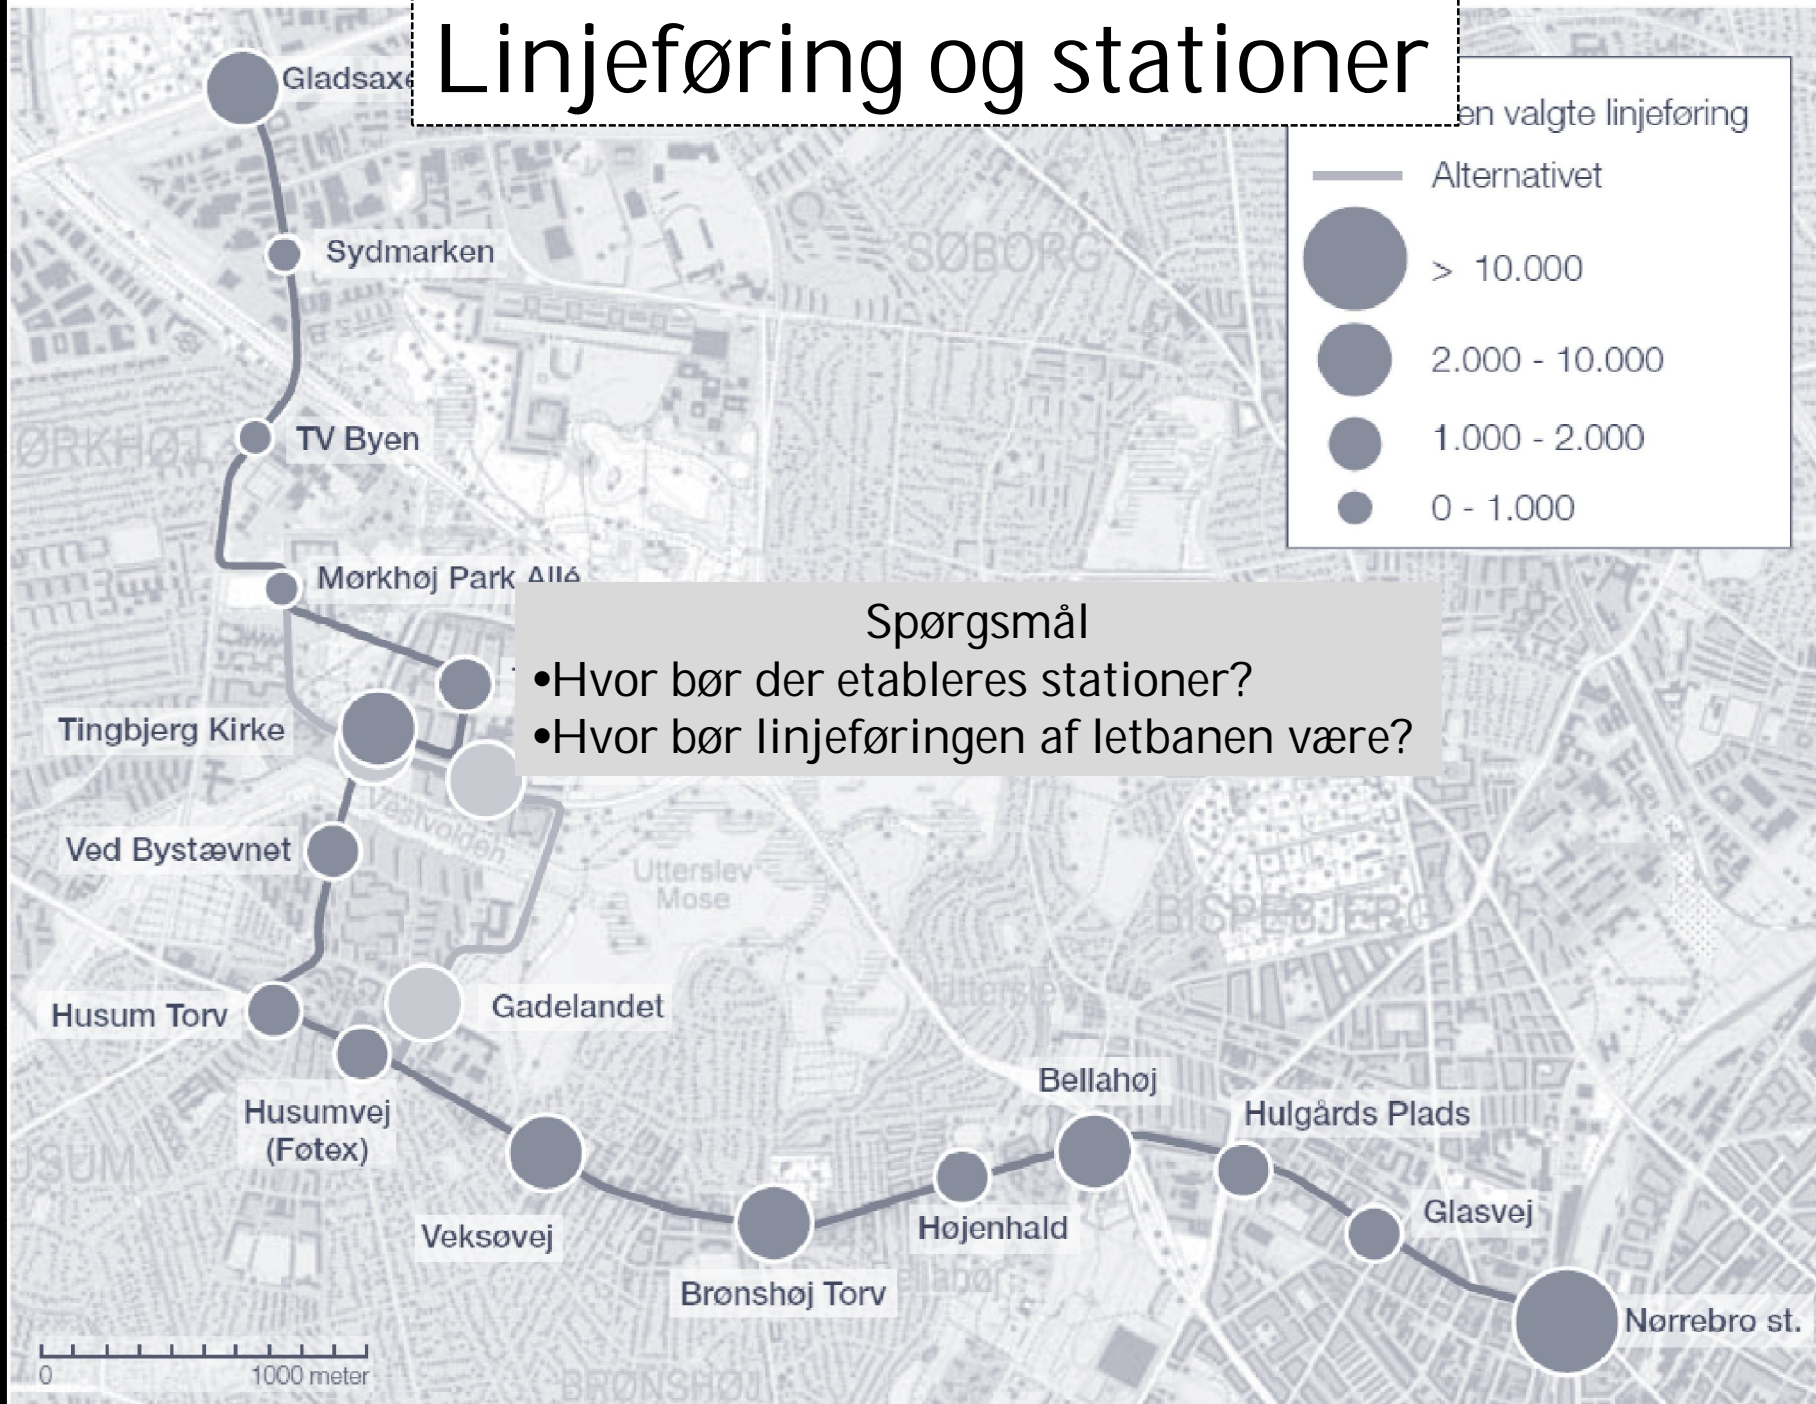 Linjeføring og stationer
en valgte linjeføring
Alternativet
> 10.000
2.000 - 10.000
1.000 - 2.000
0 - 1.000
Sydmarken
SØBORG
TV Byen
Mørkhøj Park Allé
Spørgsmål
•Hvor bør der etableres stationer?
•Hvor bør linjeføringen af letbanen være?
Tingbjerg Kirke
Vestvolden
Ved Bystævnet
Utterslev
Mose
BISPEBJERG
Husum Torv
Gadelandet
Husumvej
(Føtex)
Bellahøj
Hulgårds Plads
Veksøvej
Højenhald
Glasvej
Brønshøj Torv
Nørrebro st.
0
1000 meter
BRØNSHØJ